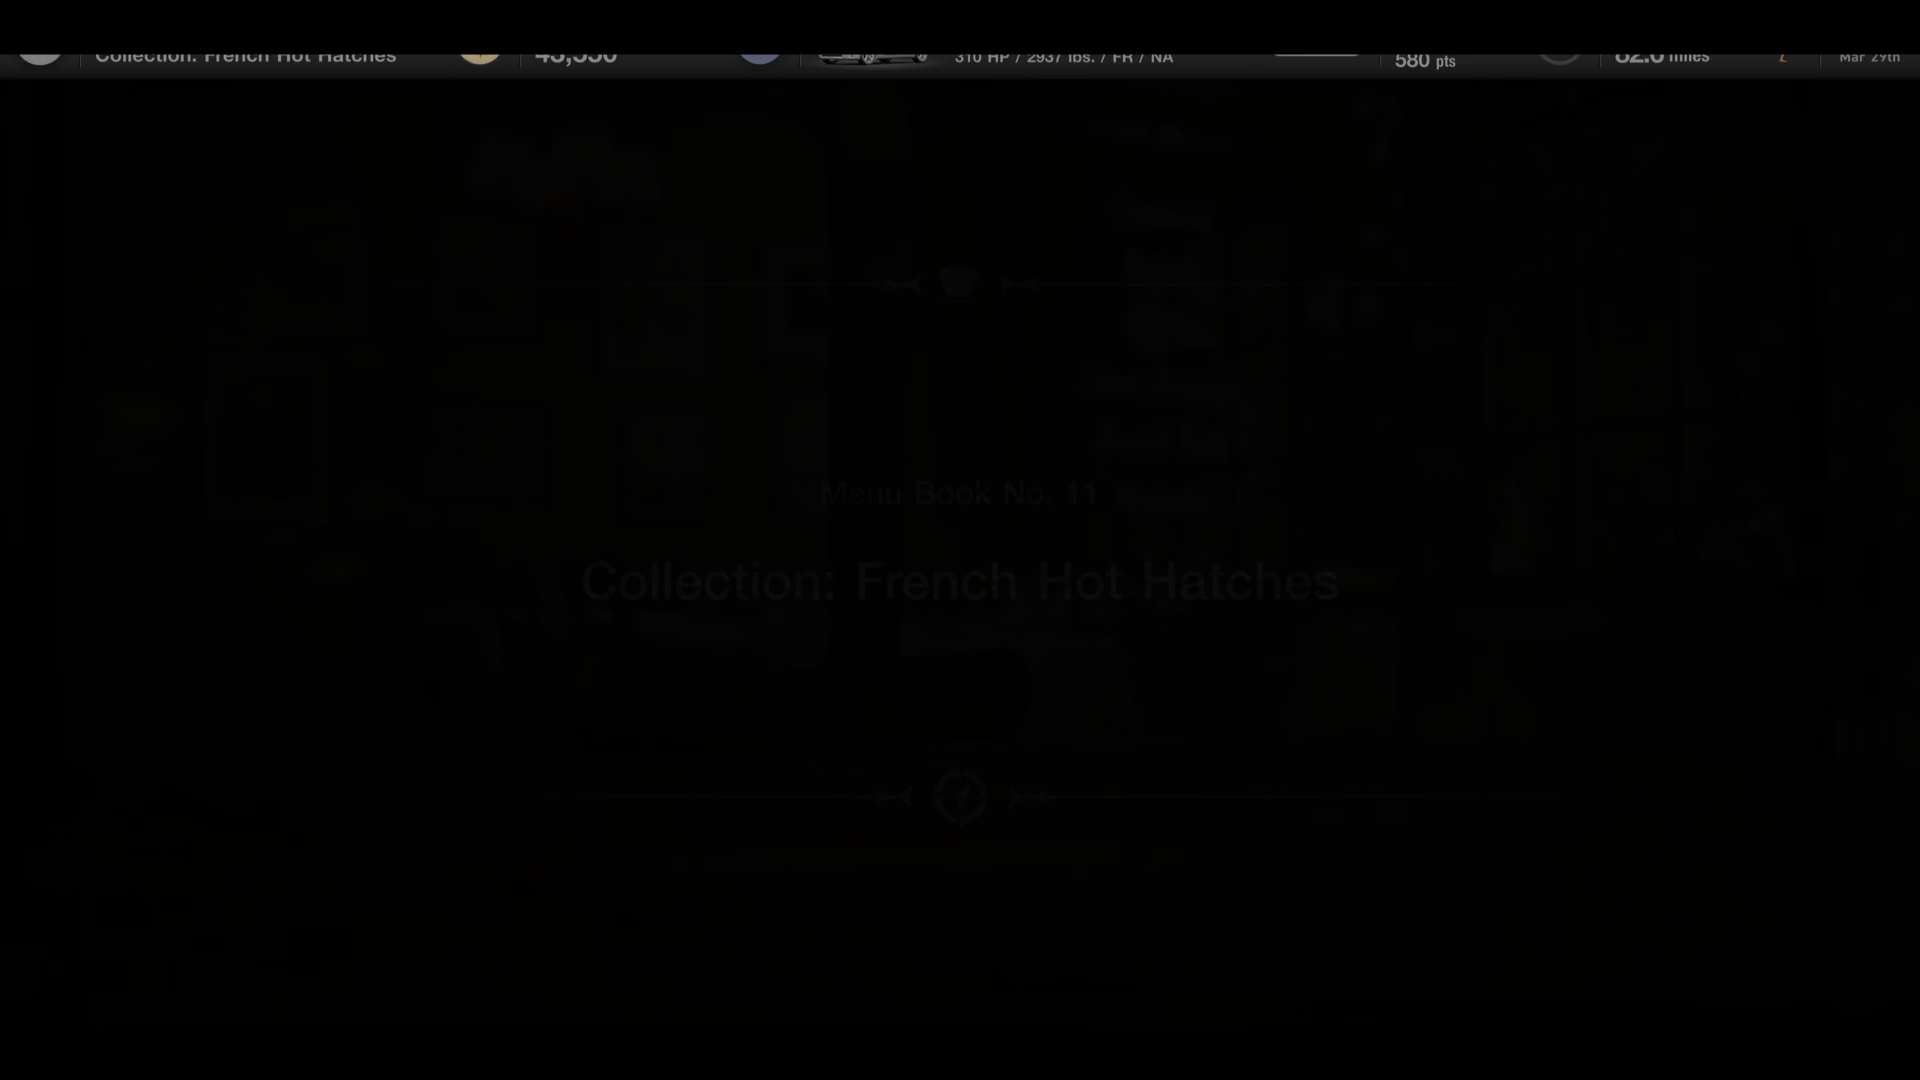 Collection: French Hot Hatches
310 HP / 2937 lbs. / FR / NA
580 pts
miles
Mar 29th
Menu Book No. 11
Collection: French Hot Hatches